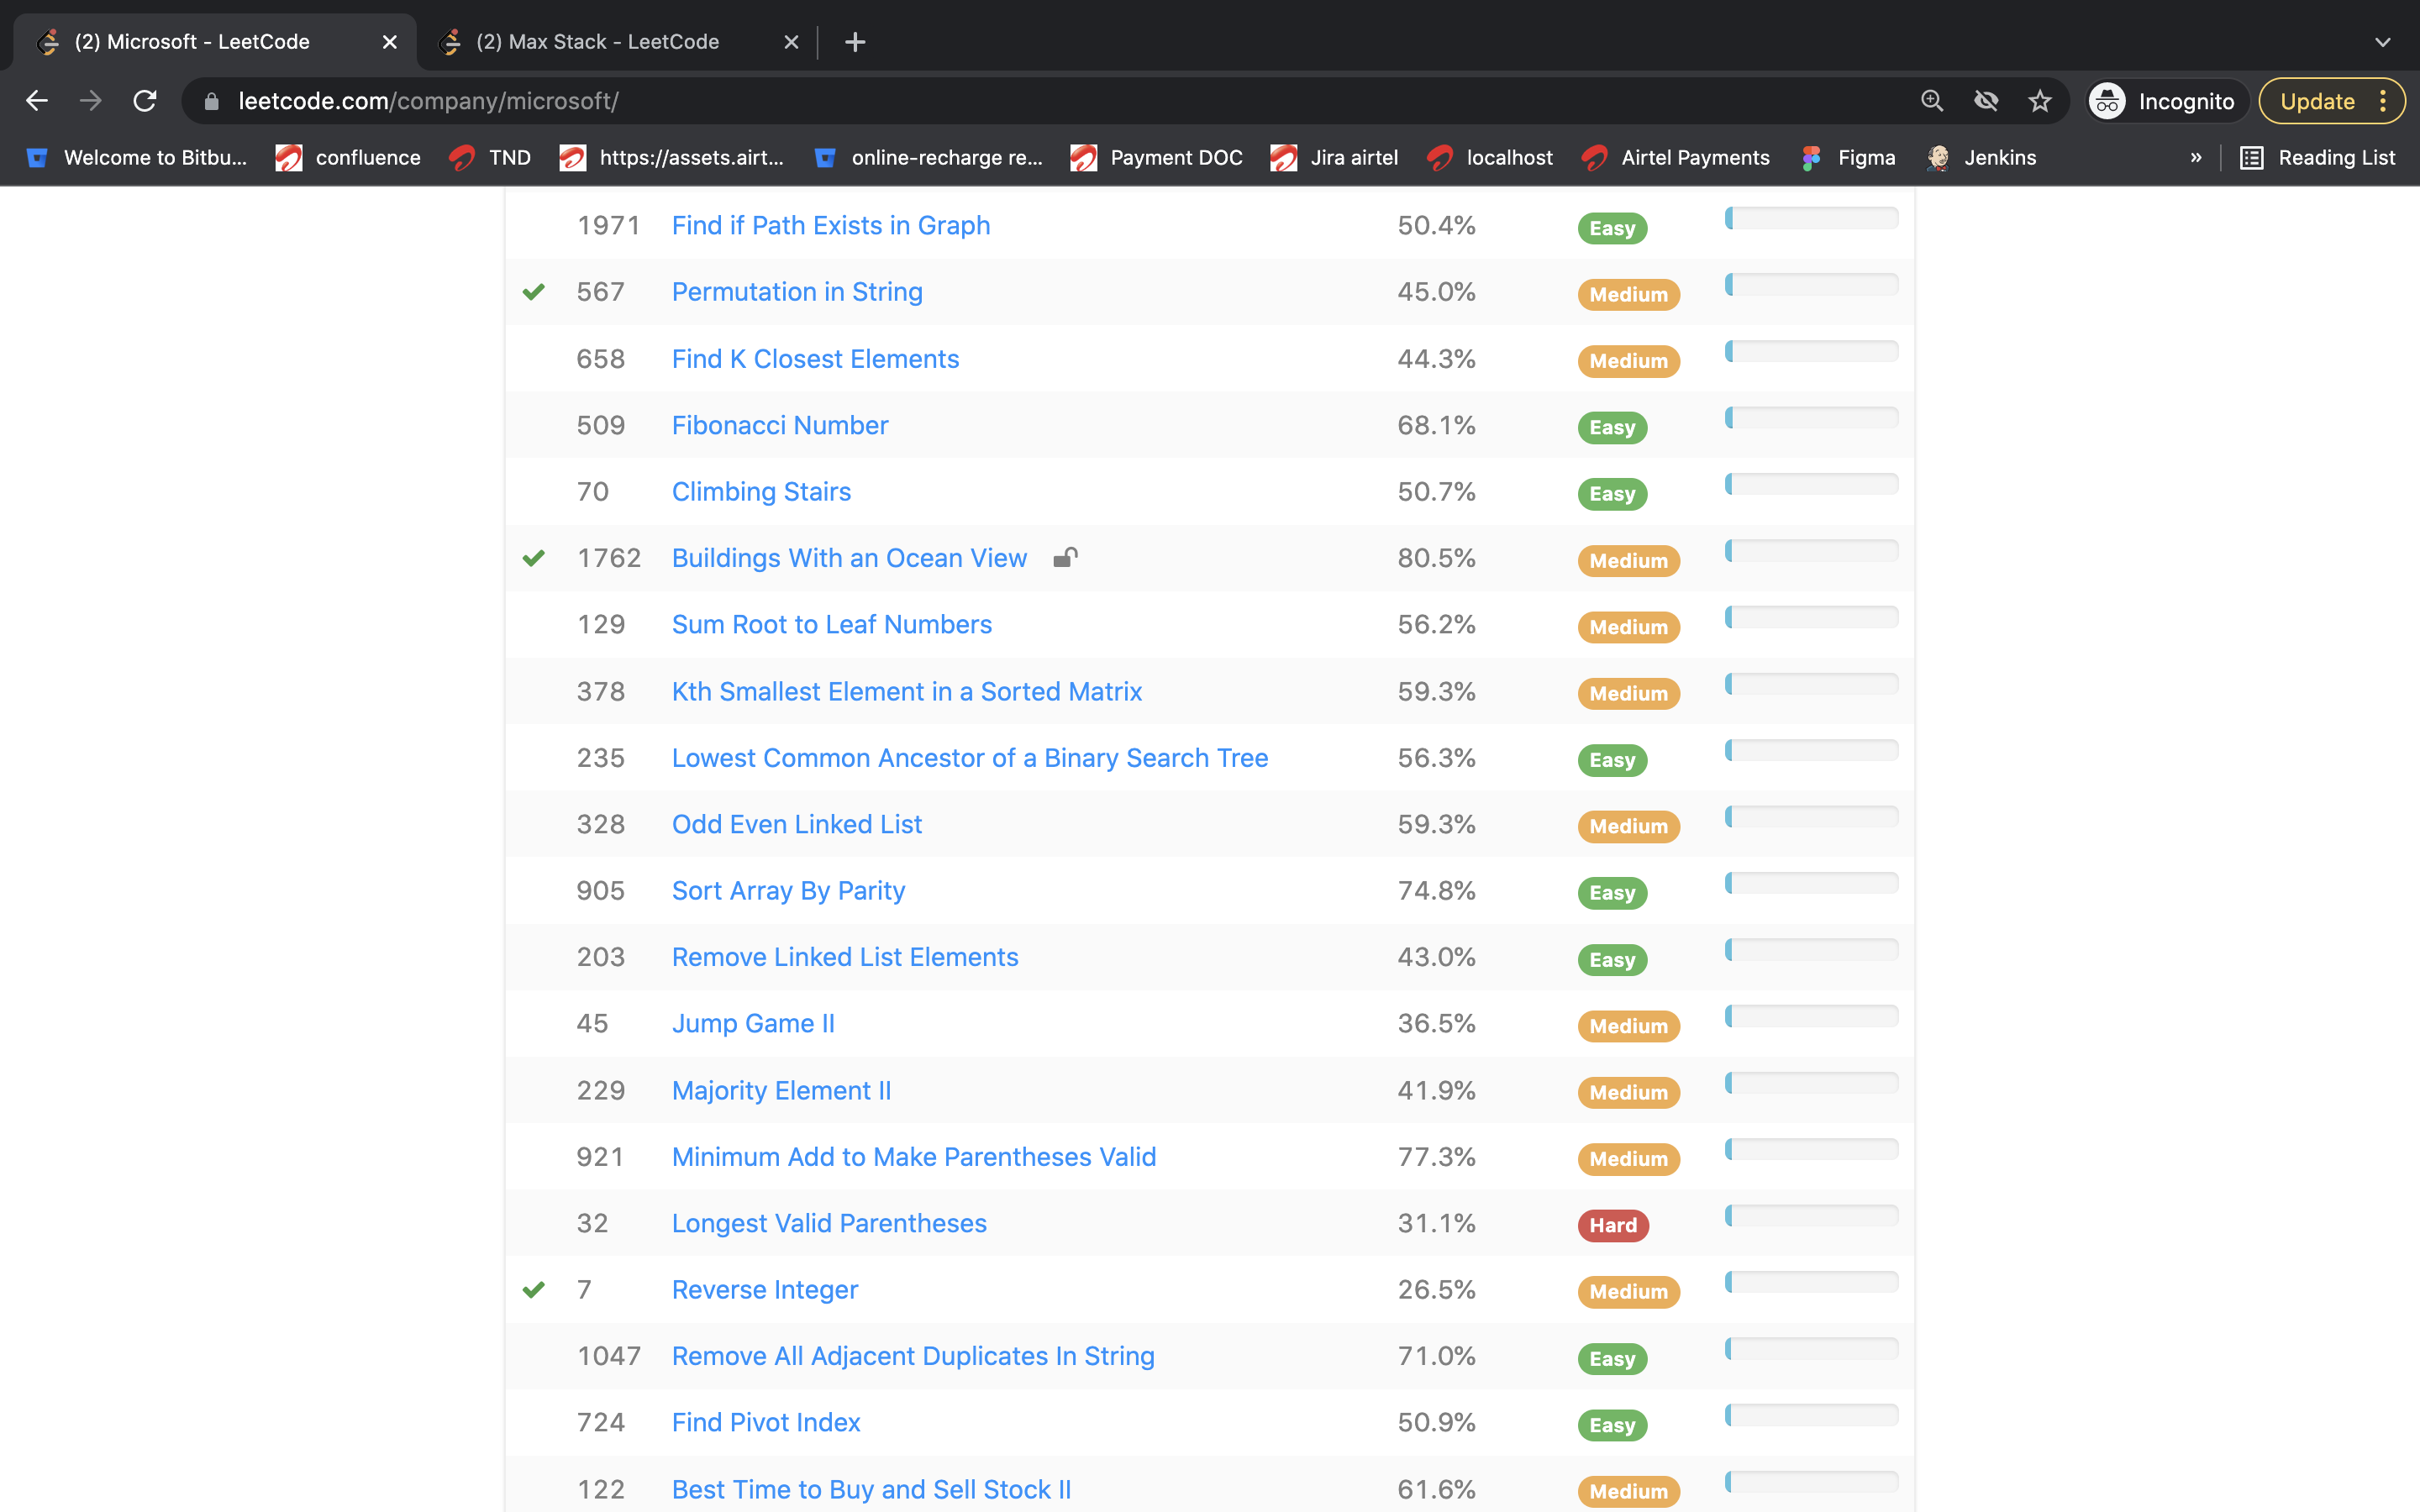 (2) Microsoft - LeetCode
(2) Max Stack - LeetCode
leetcode.com/company/microsoft/
Incognito
Update
Welcome to Bitbu...
confluence
TND
https://assets.airt...
online-recharge re...
Payment DOC
Jira airtel
localhost
Airtel Payments
Figma
Jenkins
»
Reading List
1971 Find if Path Exists in Graph 50.4% Easy
567 Permutation in String 45.0% Medium
658 Find K Closest Elements 44.3% Medium
509 Fibonacci Number 68.1% Easy
70 Climbing Stairs 50.7% Easy
1762 Buildings With an Ocean View 80.5% Medium
129 Sum Root to Leaf Numbers 56.2% Medium
378 Kth Smallest Element in a Sorted Matrix 59.3% Medium
235 Lowest Common Ancestor of a Binary Search Tree 56.3% Easy
328 Odd Even Linked List 59.3% Medium
905 Sort Array By Parity 74.8% Easy
203 Remove Linked List Elements 43.0% Easy
45 Jump Game II 36.5% Medium
229 Majority Element II 41.9% Medium
921 Minimum Add to Make Parentheses Valid 77.3% Medium
32 Longest Valid Parentheses 31.1% Hard
7 Reverse Integer 26.5% Medium
1047 Remove All Adjacent Duplicates In String 71.0% Easy
724 Find Pivot Index 50.9% Easy
122 Best Time to Buy and Sell Stock II 61.6% Medium